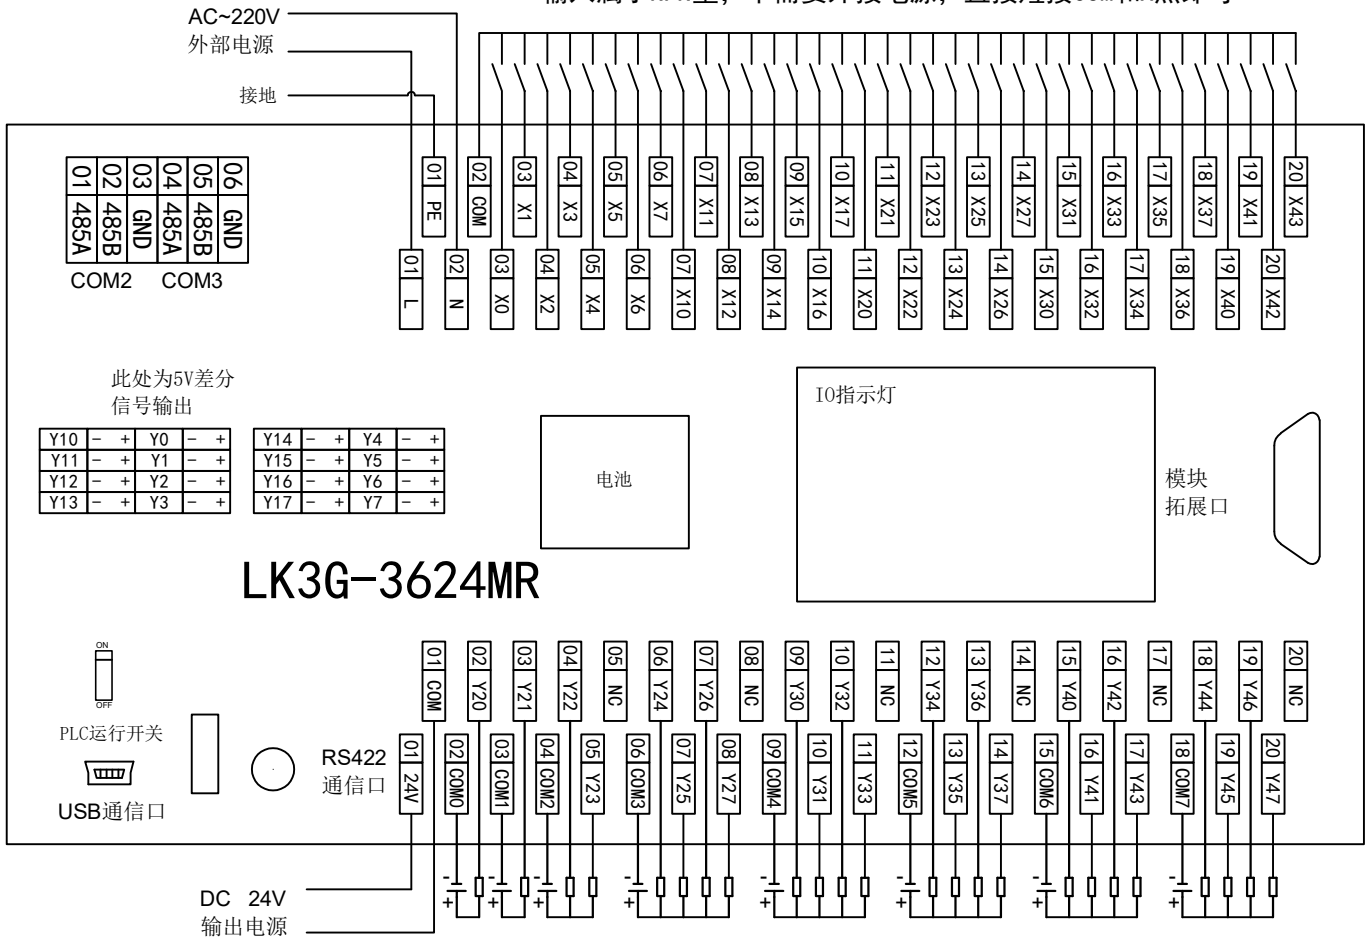 AC~220V
外部电源
接地
01 PE
02 COM
03 X1
04 X3
05 X5
06 X7
07 X11
08 X13
09 X15
10 X17
11 X21
12 X23
13 X25
14 X27
15 X31
16 X33
17 X35
18 X37
19 X41
20 X43
01 L
02 N
03 X0
04 X2
05 X4
06 X6
07 X10
08 X12
09 X14
10 X16
11 X20
12 X22
13 X24
14 X26
15 X30
16 X32
17 X34
18 X36
19 X40
20 X42
01 485A
02 485B
03 GND
04 485A
05 485B
06 GND
COM2 COM3
此处为5V差分
信号输出
Y10 - + Y0 - +
Y11 - + Y1 - +
Y12 - + Y2 - +
Y13 - + Y3 - +
Y14 - + Y4 - +
Y15 - + Y5 - +
Y16 - + Y6 - +
Y17 - + Y7 - +
电池
IO指示灯
模块
拓展口
LK3G-3624MR
ON
OFF
PLC运行开关
USB通信口
RS422
通信口
01 COM
02 Y20
03 Y21
04 Y22
05 NC
06 Y24
07 Y26
08 NC
09 Y30
10 Y32
11 NC
12 Y34
13 Y36
14 NC
15 Y40
16 Y42
17 NC
18 Y44
19 Y46
20 NC
01 24V
02 COM0
03 COM1
04 COM2
05 Y23
06 COM3
07 Y25
08 Y27
09 COM4
10 Y31
11 Y33
12 COM5
13 Y35
14 Y37
15 COM6
16 Y41
17 Y43
18 COM7
19 Y45
20 Y47
- - - - - - - -
+ + + + + + + +
DC 24V
输出电源